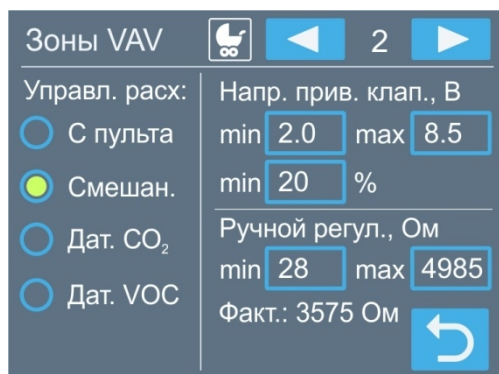 Зоны VAV 2
Управл. расх:
С пульта
Смешан.
Дат. CO₂
Дат. VOC
Напр. прив. клап., В
min 2.0 max 8.5
min 20 %
Ручной регул., Ом
min 28 max 4985
Факт.: 3575 Ом